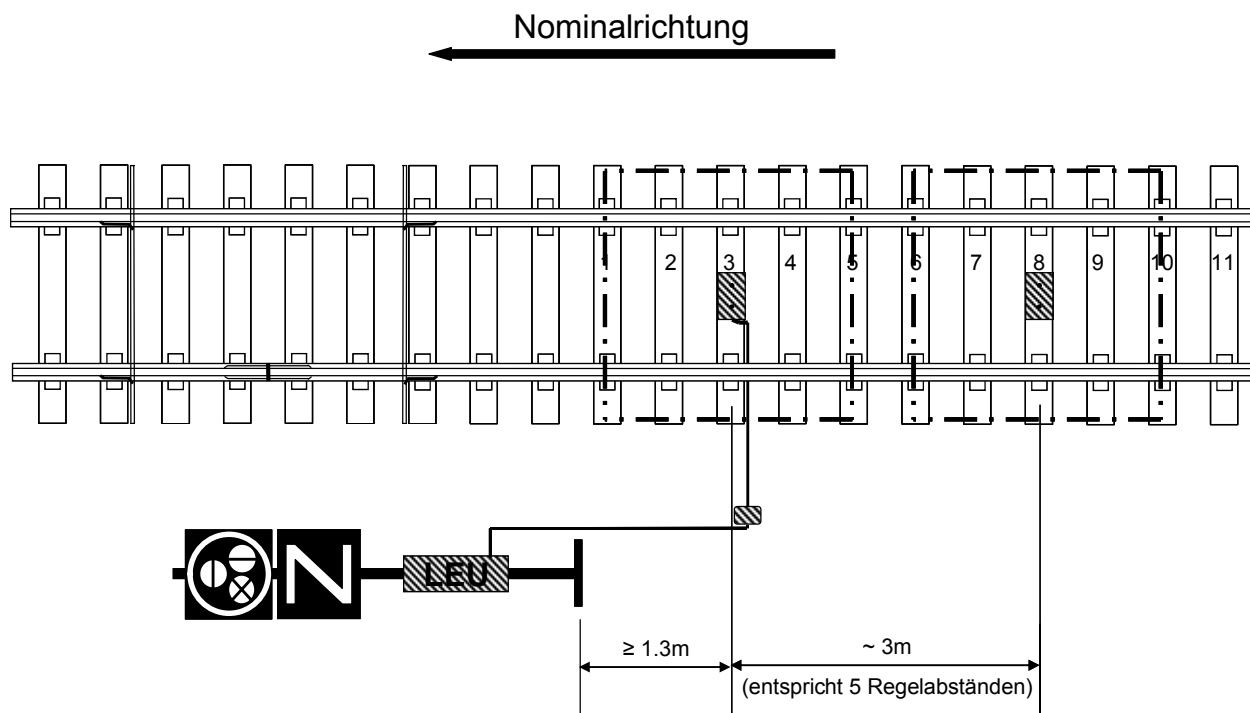 Nominalrichtung
1 2 3 4 5 6 7 8 9 10 11
N LEU
≥ 1.3m ~ 3m
(entspricht 5 Regelabständen)